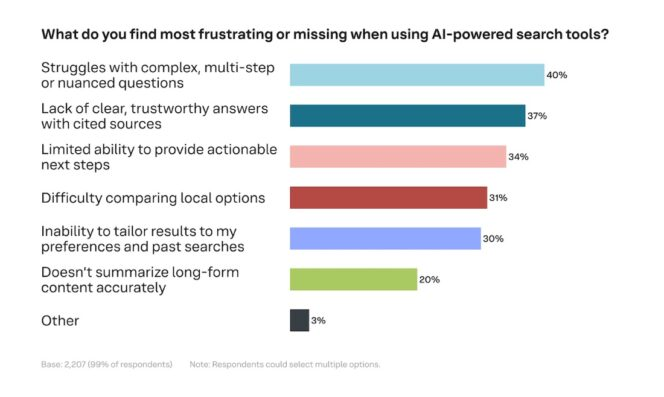 What do you find most frustrating or missing when using AI-powered search tools?
Struggles with complex, multi-step
or nuanced questions
40%
Lack of clear, trustworthy answers
with cited sources
37%
Limited ability to provide actionable
next steps
34%
Difficulty comparing local options
31%
Inability to tailor results to my
preferences and past searches
30%
Doesn't summarize long-form
content accurately
20%
Other
3%
Base: 2,207 (99% of respondents) Note: Respondents could select multiple options.